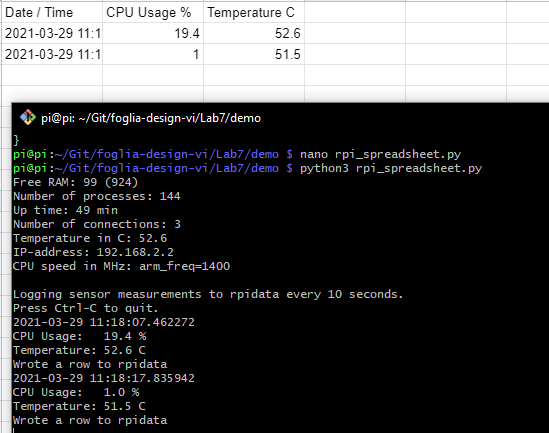 Date / Time CPU Usage % Temperature C
2021-03-29 11:1 19.4 52.6
2021-03-29 11:1 1 51.5
pi@pi: ~/Git/foglia-design-vi/Lab7/demo
}
pi@pi:~/Git/foglia-design-vi/Lab7/demo $ nano rpi_spreadsheet.py
pi@pi:~/Git/foglia-design-vi/Lab7/demo $ python3 rpi_spreadsheet.py
Free RAM: 99 (924)
Number of processes: 144
Up time: 49 min
Number of connections: 3
Temperature in C: 52.6
IP-address: 192.168.2.2
CPU speed in MHz: arm_freq=1400
Logging sensor measurements to rpidata every 10 seconds.
Press Ctrl-C to quit.
2021-03-29 11:18:07.462272
CPU Usage:   19.4 %
Temperature: 52.6 C
Wrote a row to rpidata
2021-03-29 11:18:17.835942
CPU Usage:   1.0 %
Temperature: 51.5 C
Wrote a row to rpidata